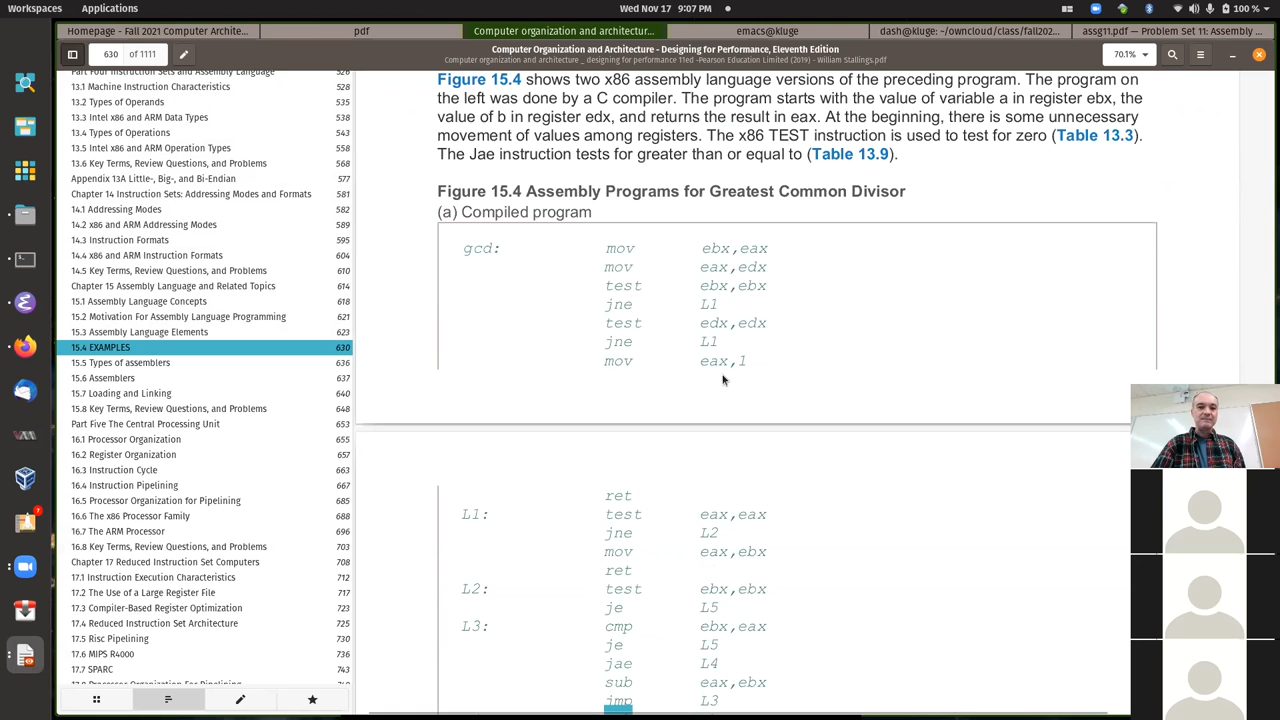 Workspaces Applications Wed Nov 17 9:07 PM 100 %
Homepage - Fall 2021 Computer Archite... pdf Computer organization and architectur... emacs@kluge dash@kluge: ~/owncloud/class/fall202... assg11.pdf — Problem Set 11: Assembly ...
630 of 1111 Computer Organization and Architecture - Designing for Performance, Eleventh Edition 70.1%
Computer organization and architecture _ designing for performance 11ed -Pearson Education Limited (2019) - William Stallings.pdf
Part Four Instruction Sets and Assembly Language 526
13.1 Machine Instruction Characteristics 528
13.2 Types of Operands 535
13.3 Intel x86 and ARM Data Types 538
13.4 Types of Operations 543
13.5 Intel x86 and ARM Operation Types 558
13.6 Key Terms, Review Questions, and Problems 568
Appendix 13A Little-, Big-, and Bi-Endian 577
Chapter 14 Instruction Sets: Addressing Modes and Formats 581
14.1 Addressing Modes 582
14.2 x86 and ARM Addressing Modes 589
14.3 Instruction Formats 595
14.4 x86 and ARM Instruction Formats 604
14.5 Key Terms, Review Questions, and Problems 610
Chapter 15 Assembly Language and Related Topics 614
15.1 Assembly Language Concepts 618
15.2 Motivation For Assembly Language Programming 621
15.3 Assembly Language Elements 623
15.4 EXAMPLES 630
15.5 Types of assemblers 636
15.6 Assemblers 637
15.7 Loading and Linking 640
15.8 Key Terms, Review Questions, and Problems 648
Part Five The Central Processing Unit 653
16.1 Processor Organization 655
16.2 Register Organization 657
16.3 Instruction Cycle 663
16.4 Instruction Pipelining 667
16.5 Processor Organization for Pipelining 685
16.6 The x86 Processor Family 688
16.7 The ARM Processor 696
16.8 Key Terms, Review Questions, and Problems 703
Chapter 17 Reduced Instruction Set Computers 708
17.1 Instruction Execution Characteristics 712
17.2 The Use of a Large Register File 717
17.3 Compiler-Based Register Optimization 723
17.4 Reduced Instruction Set Architecture 725
17.5 Risc Pipelining 730
17.6 MIPS R4000 736
17.7 SPARC 743
Figure 15.4 shows two x86 assembly language versions of the preceding program. The program on
the left was done by a C compiler. The program starts with the value of variable a in register ebx, the
value of b in register edx, and returns the result in eax. At the beginning, there is some unnecessary
movement of values among registers. The x86 TEST instruction is used to test for zero (Table 13.3).
The Jae instruction tests for greater than or equal to (Table 13.9).
Figure 15.4 Assembly Programs for Greatest Common Divisor
(a) Compiled program
gcd: mov ebx,eax
mov eax,edx
test ebx,ebx
jne L1
test edx,edx
jne L1
mov eax,1
ret
L1: test eax,eax
jne L2
mov eax,ebx
ret
L2: test ebx,ebx
je L5
L3: cmp ebx,eax
je L5
jae L4
sub eax,ebx
jmp L3